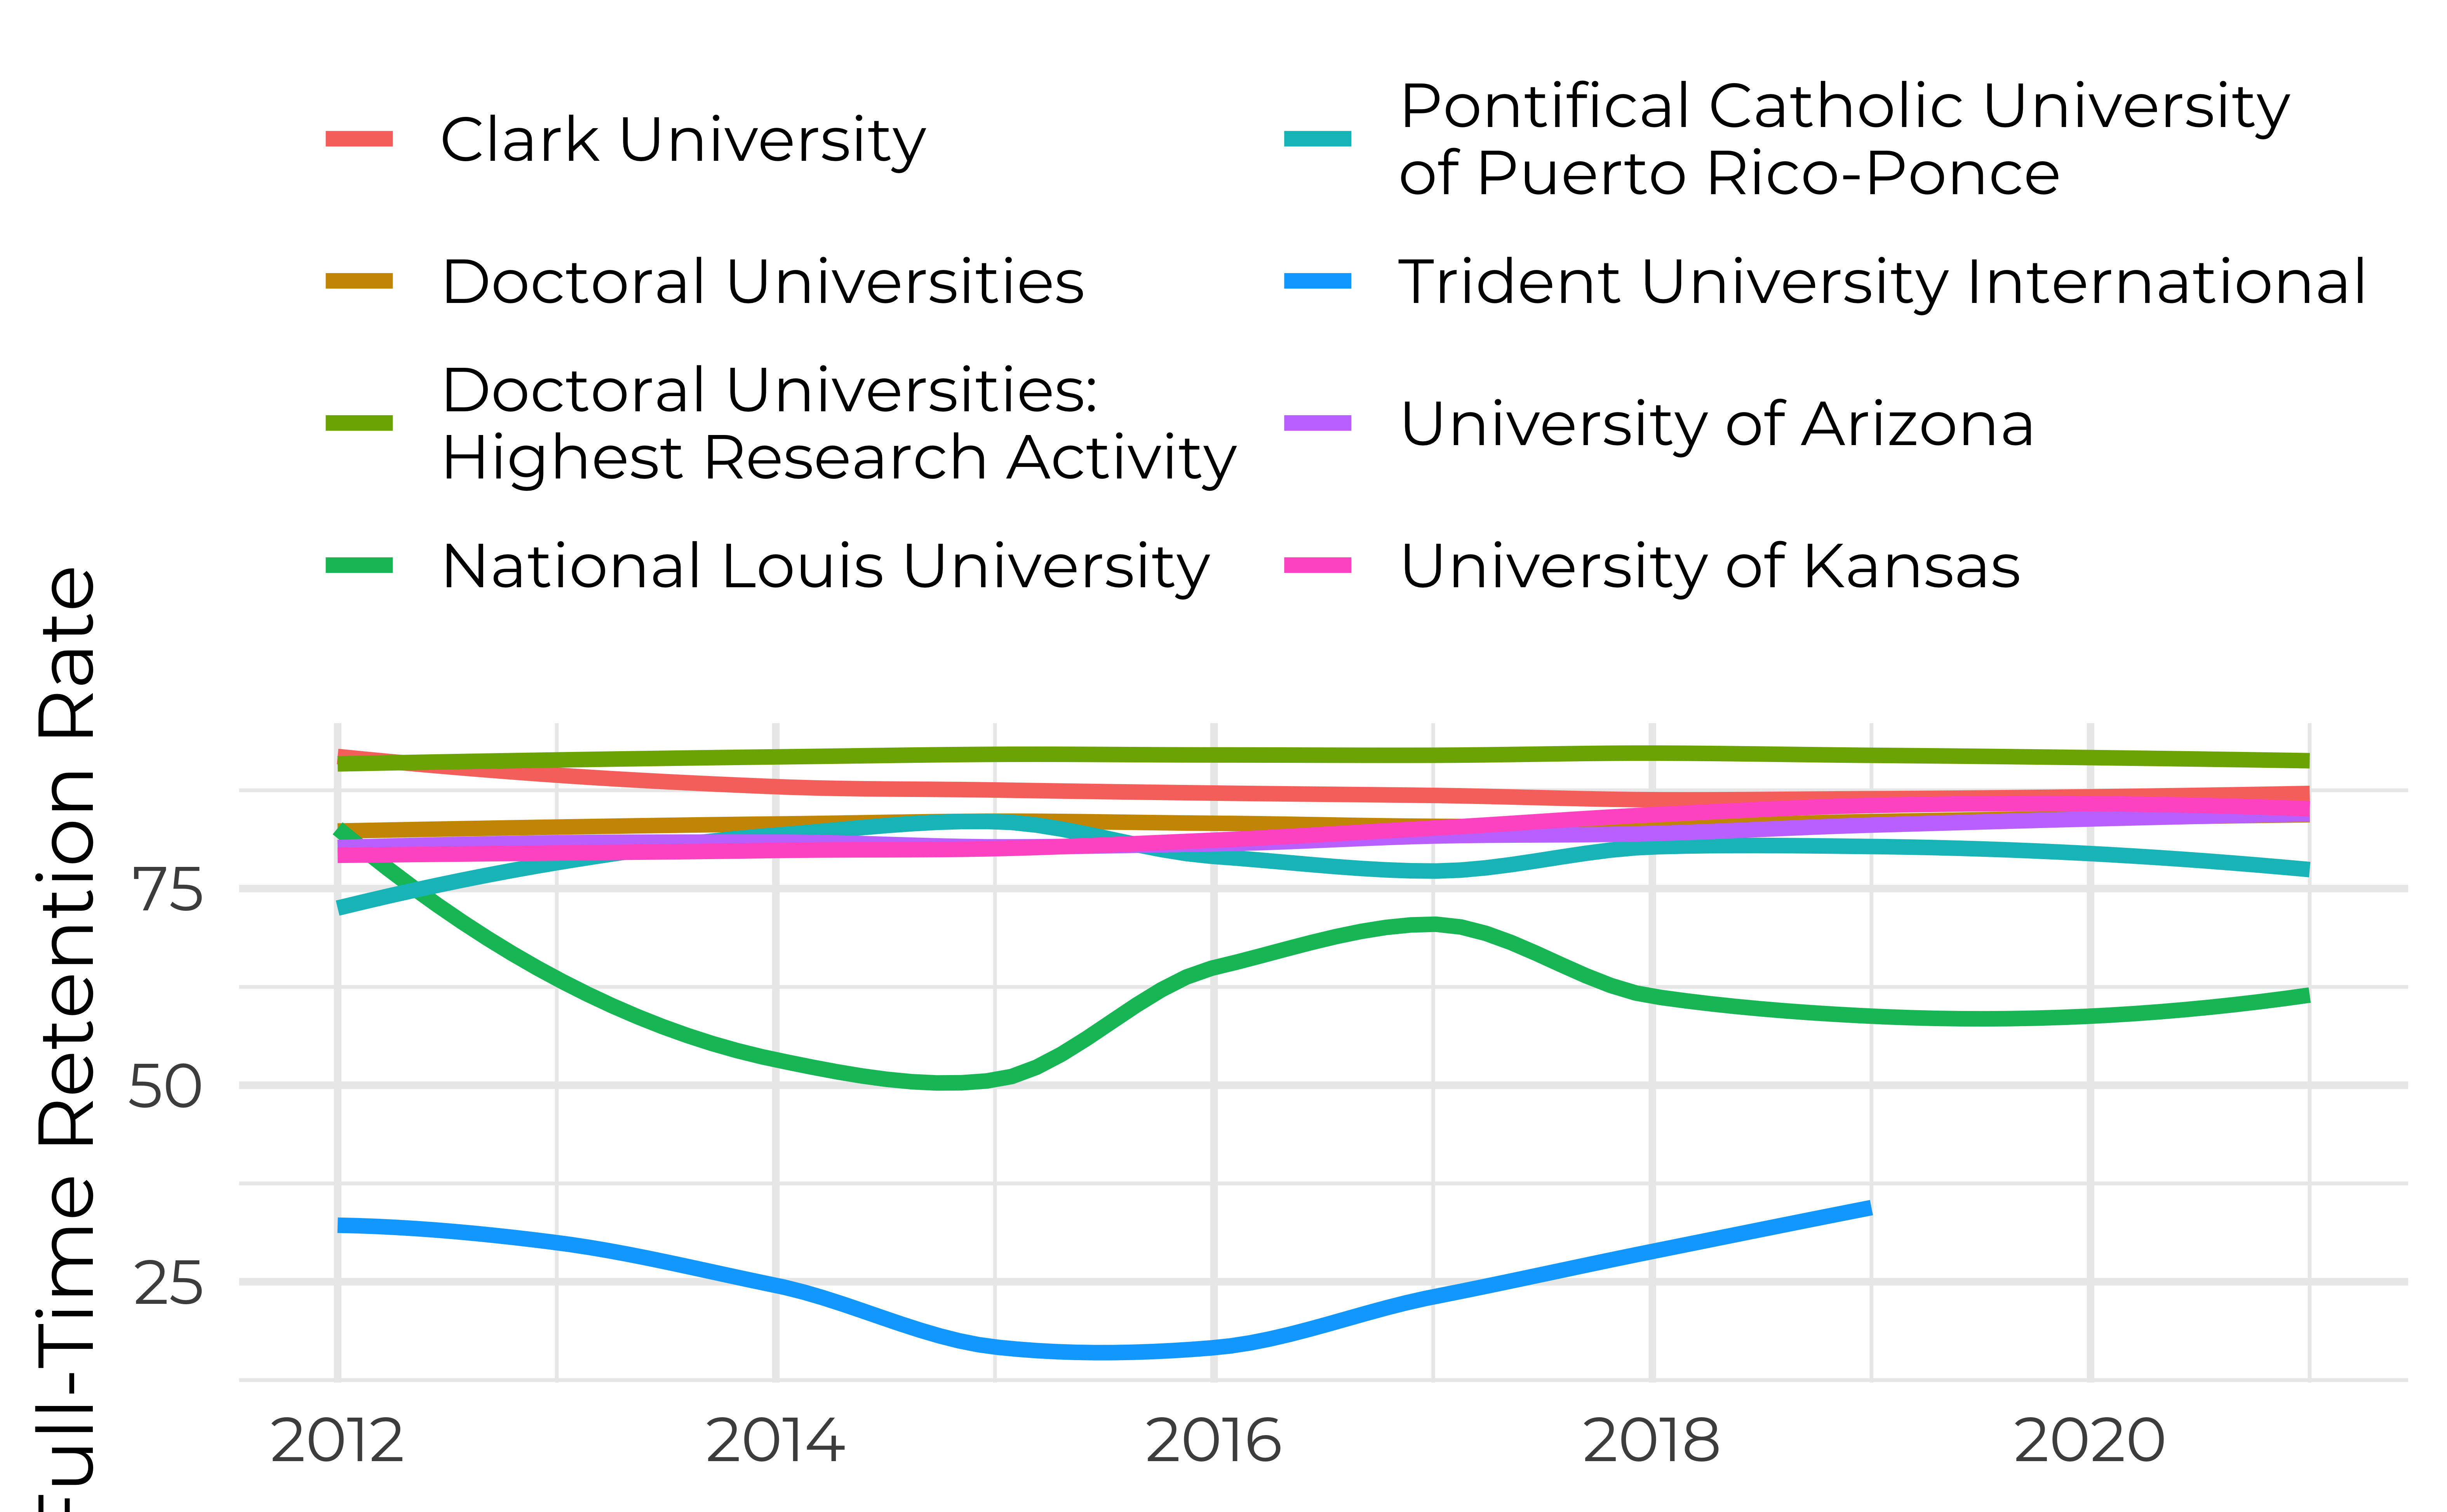 Clark University
Doctoral Universities
Doctoral Universities:
Highest Research Activity
National Louis University
Pontifical Catholic University
of Puerto Rico-Ponce
Trident University International
University of Arizona
University of Kansas
Full-Time Retention Rate
75
50
25
2012
2014
2016
2018
2020